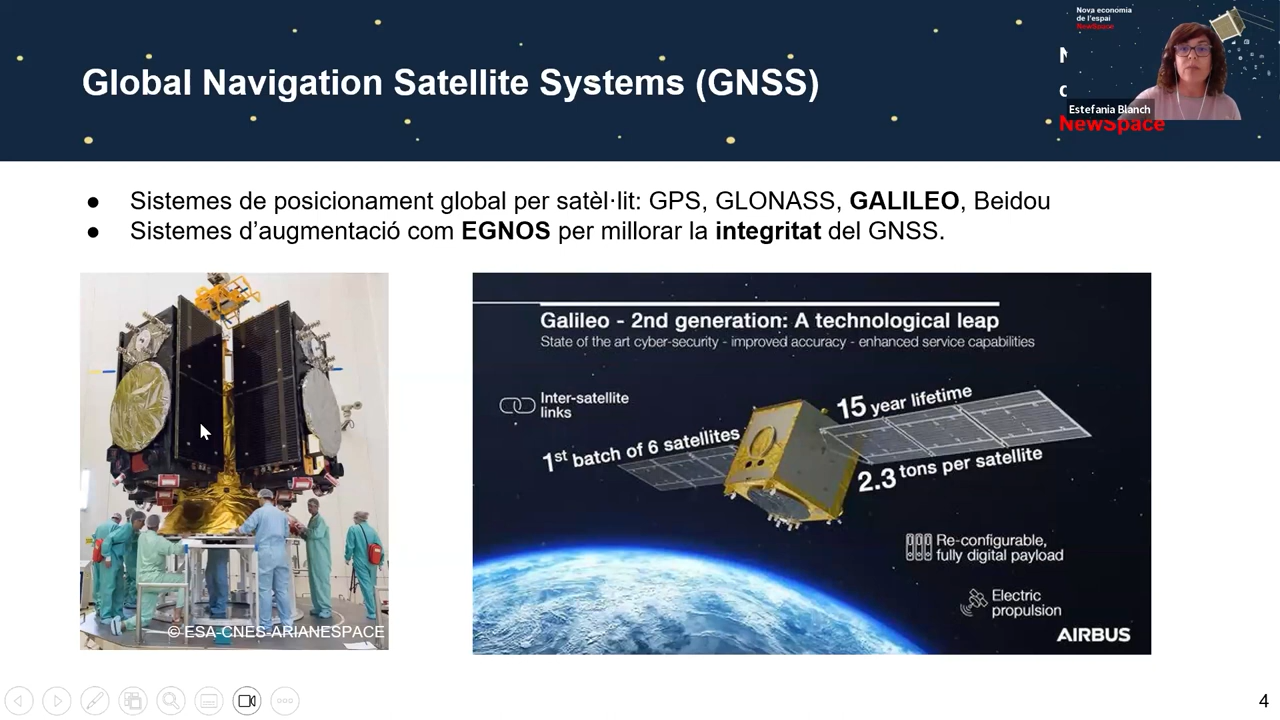 Nova economia
de l'espai
NewSpace
Global Navigation Satellite Systems (GNSS)
Estefania Blanch
NewSpace
● Sistemes de posicionament global per satèl·lit: GPS, GLONASS, GALILEO, Beidou
● Sistemes d’augmentació com EGNOS per millorar la integritat del GNSS.
© ESA-CNES-ARIANESPACE
Galileo - 2nd generation: A technological leap
State of the art cyber-security - improved accuracy - enhanced service capabilities
Inter-satellite
links
15 year lifetime
1st batch of 6 satellites
2.3 tons per satellite
Re-configurable,
fully digital payload
Electric
propulsion
AIRBUS
4